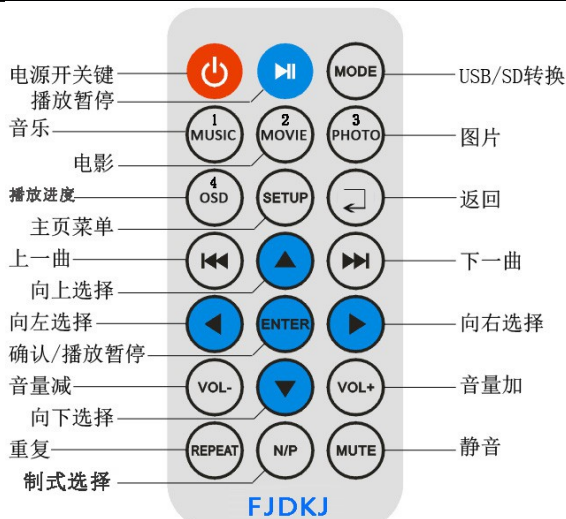 电源开关键
播放暂停
MODE
USB/SD转换
音乐
1
MUSIC
2
MOVIE
3
PHOTO
图片
电影
播放进度
4
OSD
SETUP
返回
主页菜单
上一曲
下一曲
向上选择
向左选择
ENTER
向右选择
确认/播放暂停
音量减
VOL-
VOL+
音量加
向下选择
重复
REPEAT
N/P
MUTE
静音
制式选择
FJDKJ